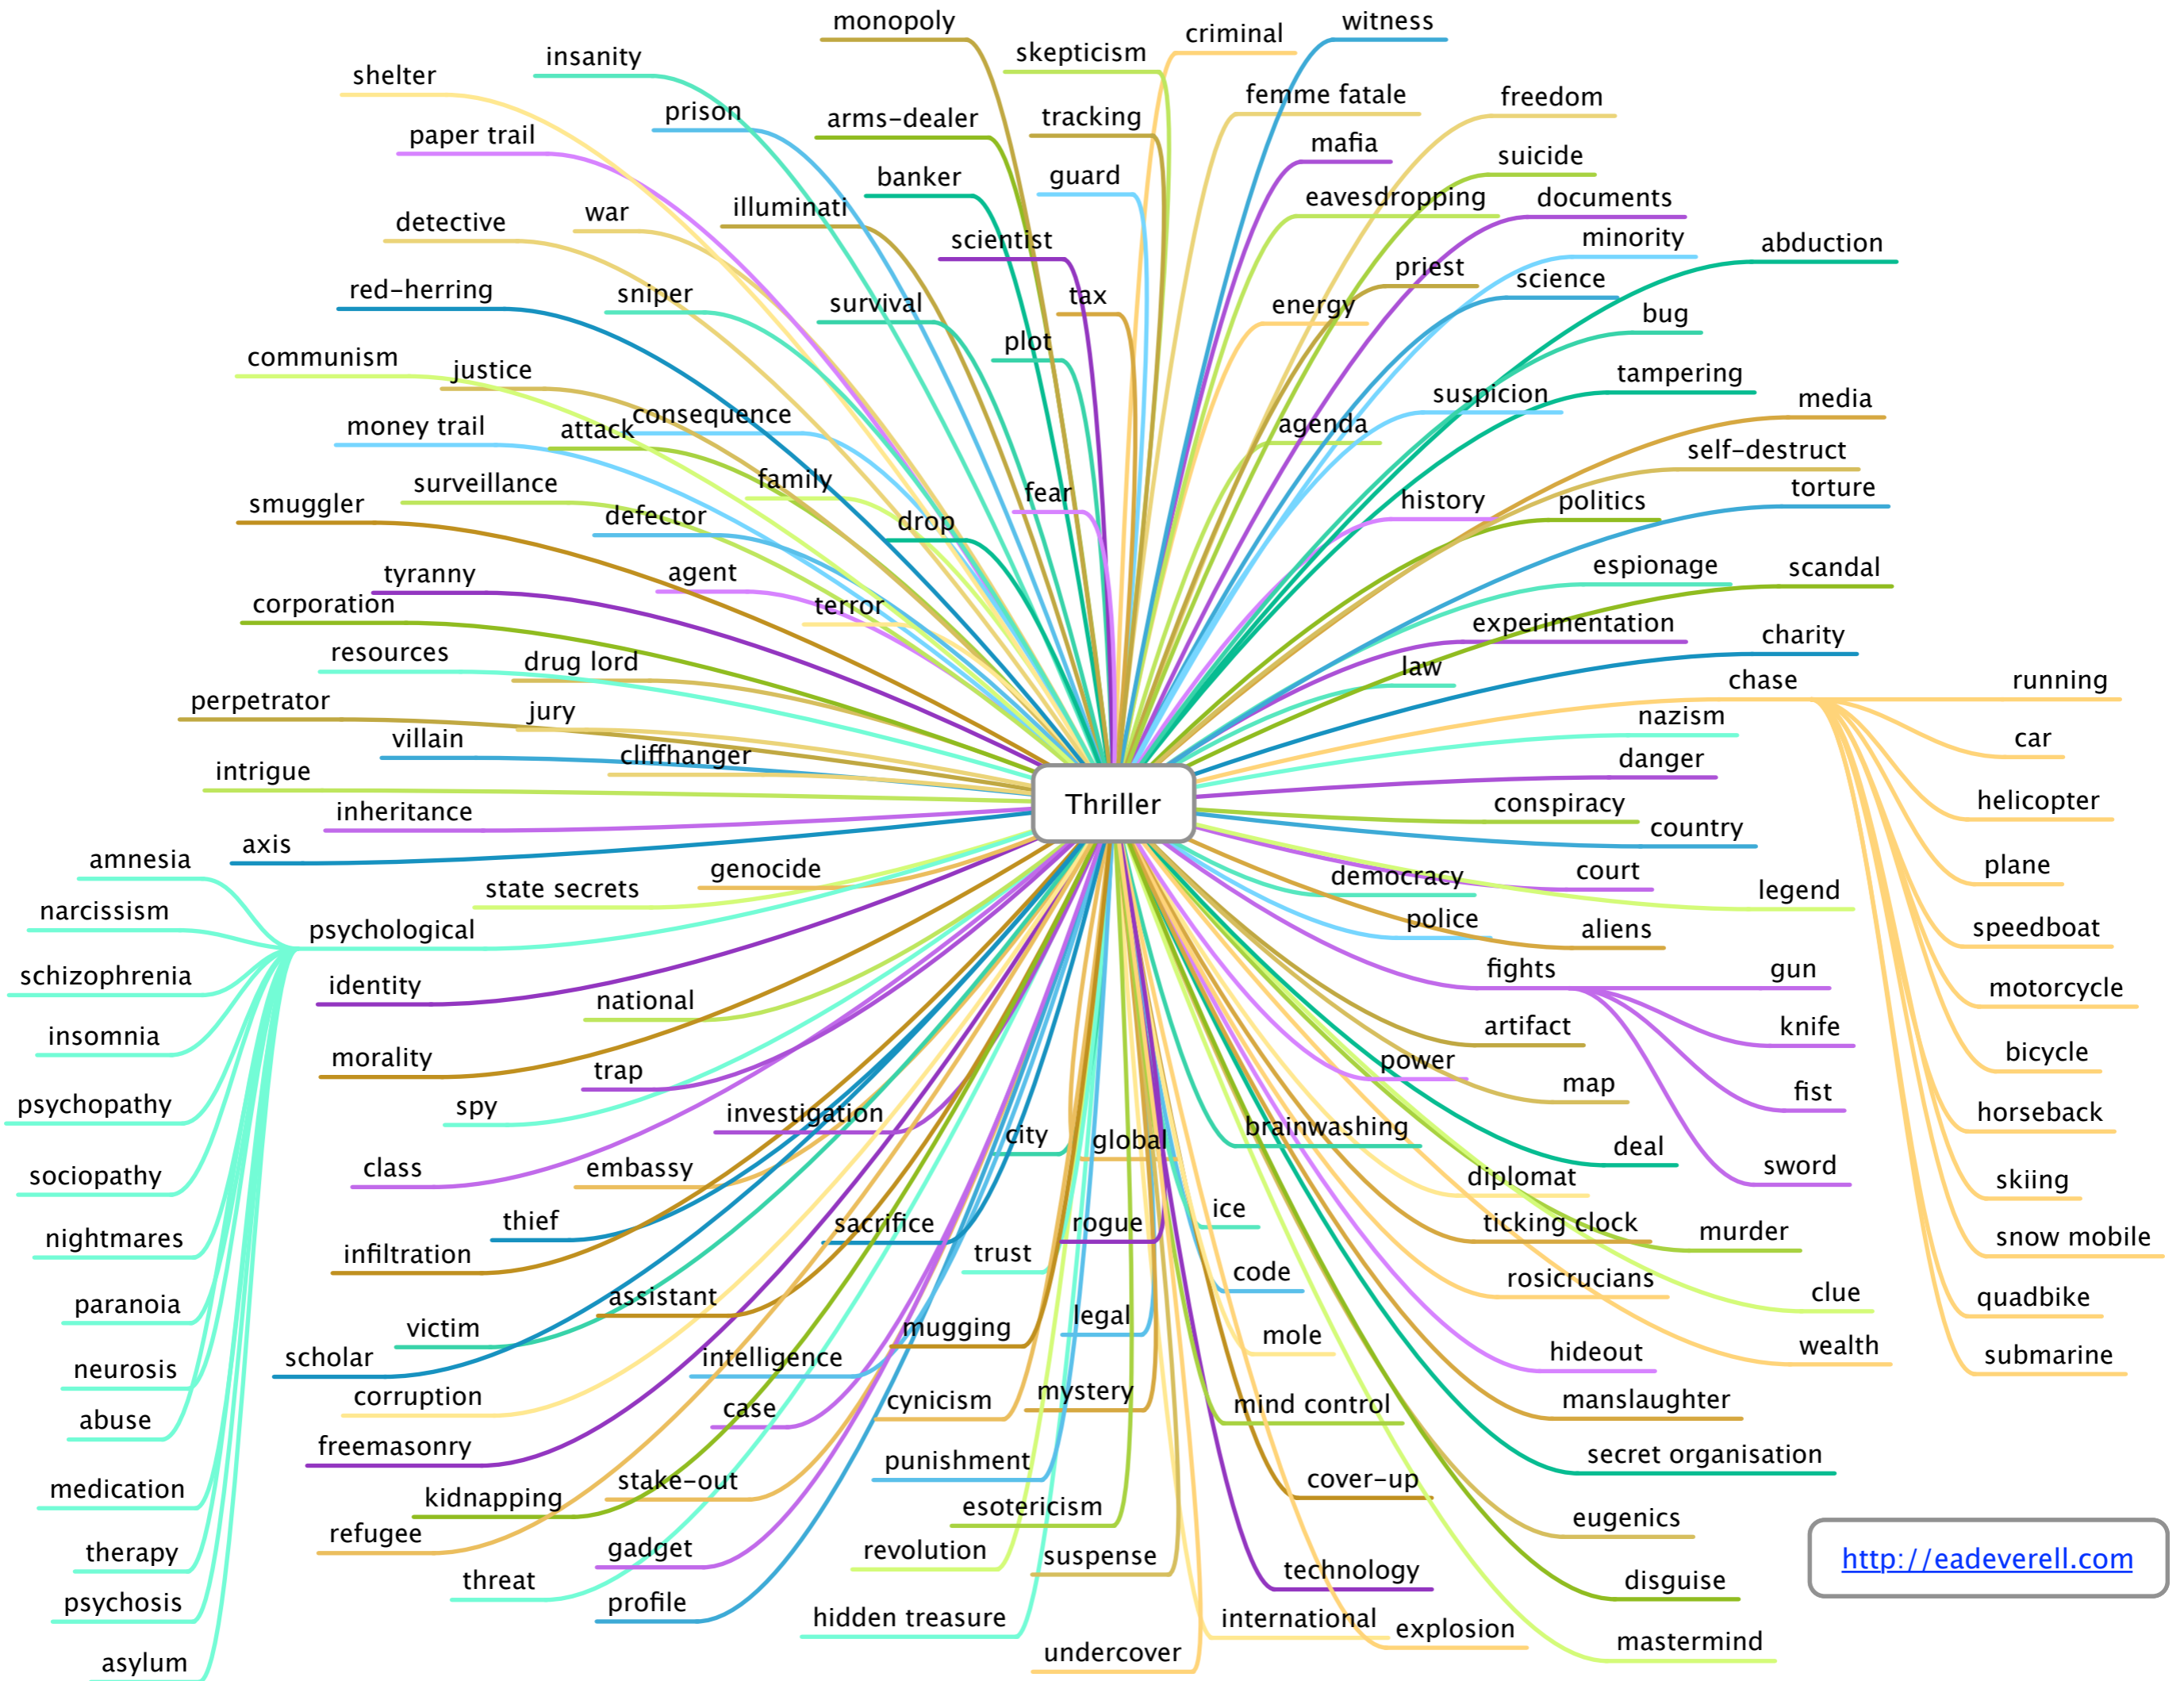 monopoly
witness
criminal
skepticism
insanity
shelter
femme fatale
freedom
prison
arms-dealer
tracking
paper trail
mafia
suicide
banker
guard
eavesdropping
documents
war
illuminati
detective
scientist
minority
abduction
priest
science
red-herring
sniper
survival
tax
energy
bug
plot
communism
justice
tampering
suspicion
media
consequence
money trail
attack
agenda
self-destruct
surveillance
family
fear
torture
smuggler
history
politics
defector
drop
tyranny
agent
espionage
scandal
corporation
terror
experimentation
charity
resources
drug lord
law
chase
running
perpetrator
jury
nazism
villain
cliffhanger
car
danger
intrigue
Thriller
conspiracy
helicopter
inheritance
country
axis
amnesia
genocide
state secrets
democracy
court
legend
plane
narcissism
psychological
police
aliens
speedboat
schizophrenia
identity
national
fights
gun
motorcycle
insomnia
morality
trap
artifact
power
map
knife
bicycle
psychopathy
spy
investigation
city
global
brainwashing
fist
horseback
sociopathy
class
embassy
deal
diplomat
sword
skiing
nightmares
thief
infiltration
sacrifice
rogue
trust
ice
ticking clock
murder
snow mobile
paranoia
assistant
code
rosicrucians
clue
quadbike
victim
legal
mugging
mole
neurosis
scholar
intelligence
hideout
wealth
submarine
abuse
corruption
case
cynicism
mystery
mind control
manslaughter
freemasonry
punishment
secret organisation
medication
kidnapping
stake-out
esotericism
cover-up
eugenics
therapy
refugee
gadget
revolution
suspense
technology
disguise
http://eadeverell.com
psychosis
threat
profile
hidden treasure
international
explosion
mastermind
asylum
undercover